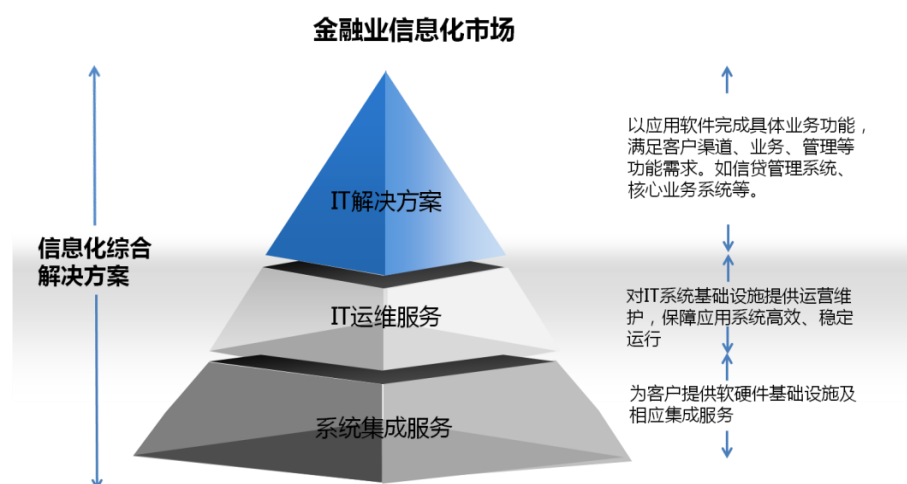 金融业信息化市场
以应用软件完成具体业务功能，
满足客户渠道、业务、管理等
功能需求。如信贷管理系统、
核心业务系统等。
IT解决方案
信息化综合
解决方案
对IT系统基础设施提供运营维
护，保障应用系统高效、稳定
运行
IT运维服务
为客户提供软硬件基础设施及
相应集成服务
系统集成服务